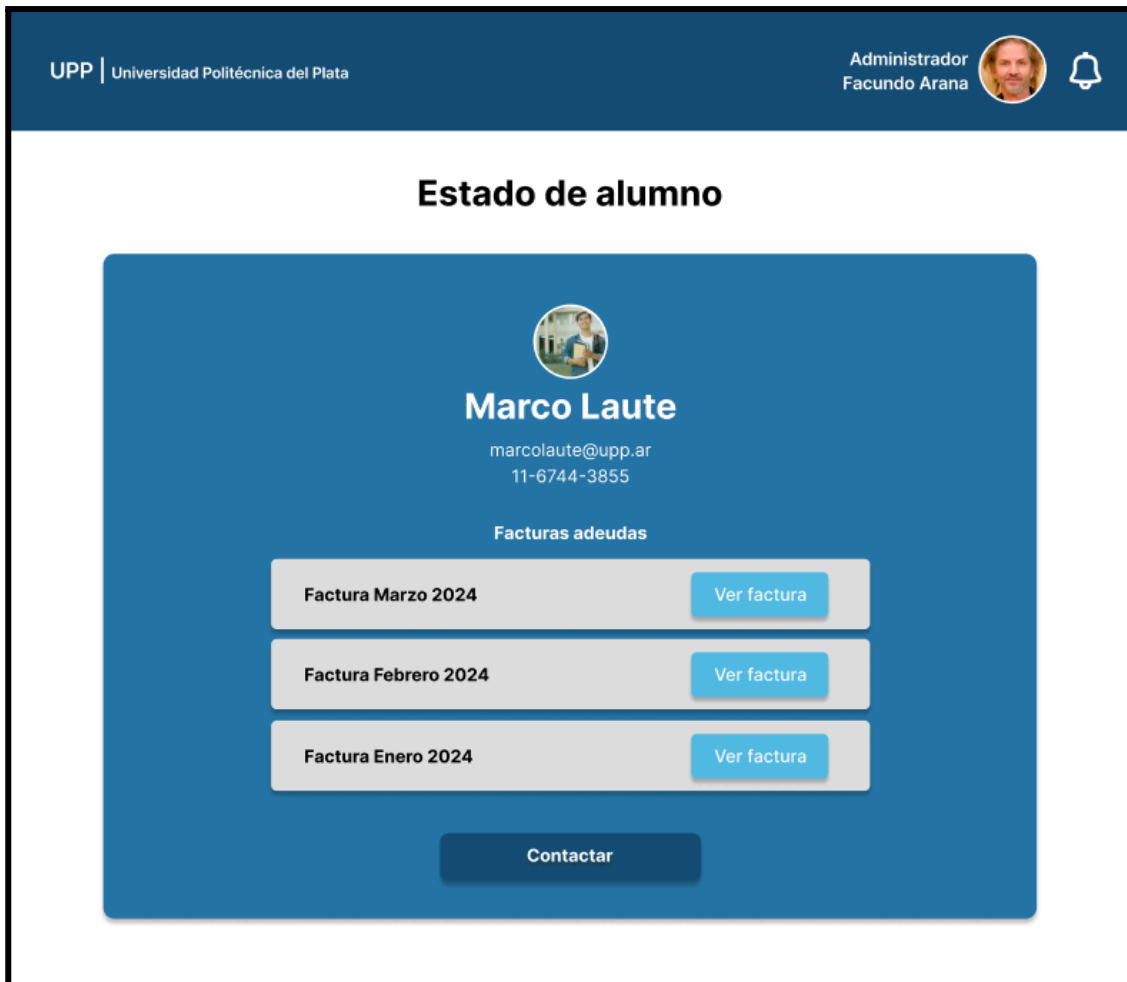 UPP | Universidad Politécnica del Plata
Administrador
Facundo Arana
Estado de alumno
Marco Laute
marcolaute@upp.ar
11-6744-3855
Facturas adeudas
Factura Marzo 2024 Ver factura
Factura Febrero 2024 Ver factura
Factura Enero 2024 Ver factura
Contactar